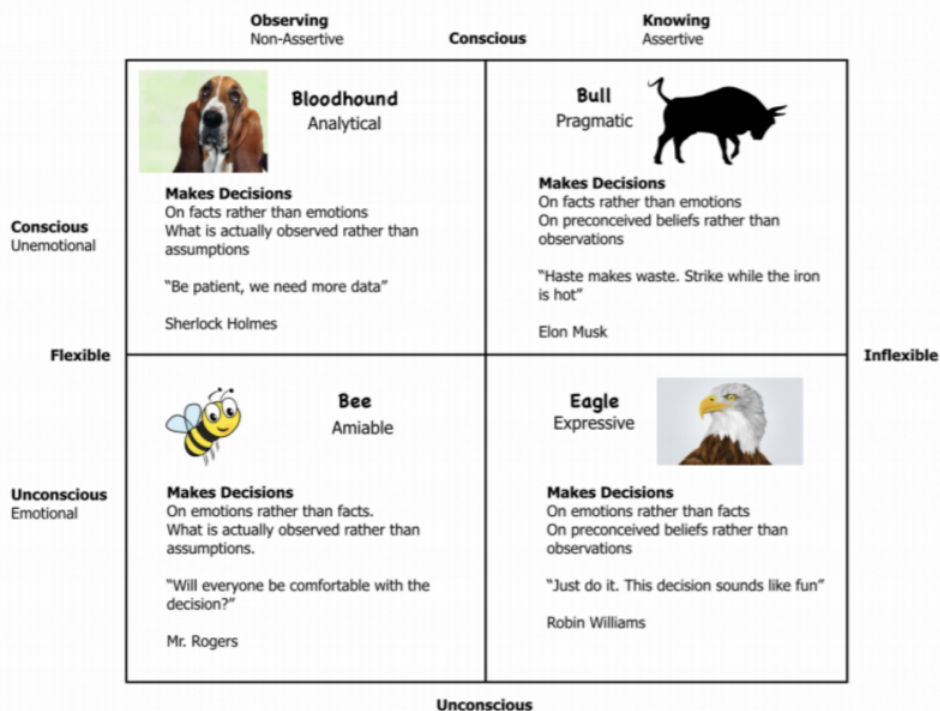 Observing
Non-Assertive
Conscious
Knowing
Assertive
Bloodhound
Analytical
Makes Decisions
On facts rather than emotions
What is actually observed rather than
assumptions
“Be patient, we need more data”
Sherlock Holmes
Bull
Pragmatic
Makes Decisions
On facts rather than emotions
On preconceived beliefs rather than
observations
“Haste makes waste. Strike while the iron
is hot”
Elon Musk
Conscious
Unemotional
Flexible
Inflexible
Bee
Amiable
Makes Decisions
On emotions rather than facts.
What is actually observed rather than
assumptions.
“Will everyone be comfortable with the
decision?”
Mr. Rogers
Eagle
Expressive
Makes Decisions
On emotions rather than facts
On preconceived beliefs rather than
observations
“Just do it. This decision sounds like fun”
Robin Williams
Unconscious
Emotional
Unconscious